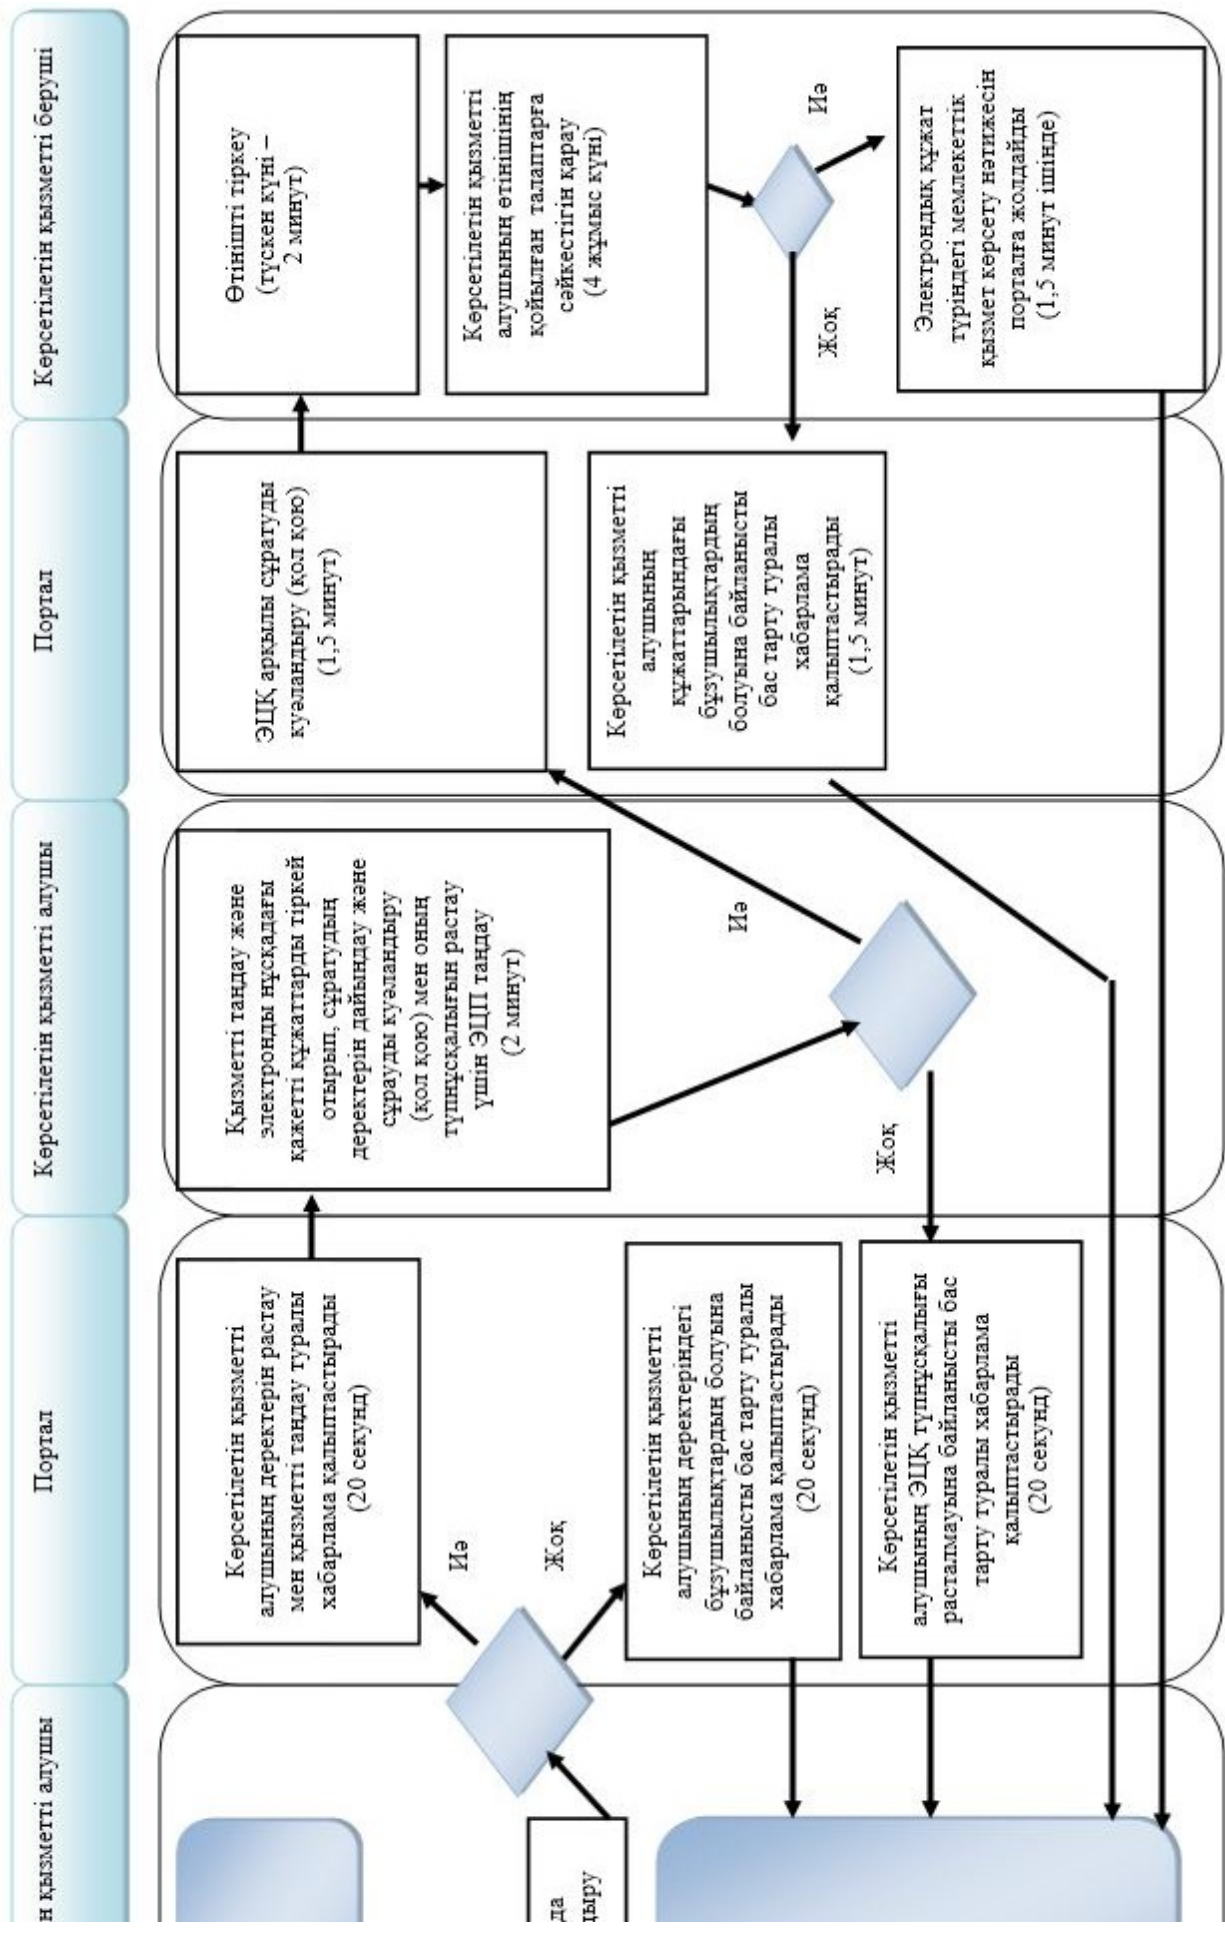 н қызметті алушы
Портал
Көрсетілетін қызметті алушы
Портал
Көрсетілетін қызметті беруші
да
дыру
Иә
Жоқ
Көрсетілетін қызметті
алушының деректерін растау
мен қызметті таңдау туралы
хабарлама қалыптастырады
(20 секунд)
Көрсетілетін қызметті
алушының деректеріндегі
бұзушылықтардың болуына
байланысты бас тарту туралы
хабарлама қалыптастырады
(20 секунд)
Көрсетілетін қызметті
алушының ЭЦҚ түпнұсқалығы
расталмауына байланысты бас
тарту туралы хабарлама
қалыптастырады
(20 секунд)
Қызметті таңдау және
электронды нұсқадағы
қажетті құжаттарды тіркей
отырып, сұратудың
деректерін дайындау және
сұрауды куәландыру
(қол қою) мен оның
түпнұсқалығын растау
үшін ЭЦП таңдау
(2 минут)
Иә
Жоқ
ЭЦҚ арқылы сұратуды
куәландыру (қол қою)
(1,5 минут)
Көрсетілетін қызметті
алушының
құжаттарындағы
бұзушылықтардың
болуына байланысты
бас тарту туралы
хабарлама
қалыптастырады
(1,5 минут)
Өтінішті тіркеу
(түскен күні –
2 минут)
Көрсетілетін қызметті
алушының өтінішінің
қойылған талаптарға
сәйкестігін қарау
(4 жұмыс күні)
Иә
Жоқ
Электрондық құжат
түріндегі мемлекеттік
қызмет көрсету нәтижесін
порталға жолдайды
(1,5 минут ішінде)